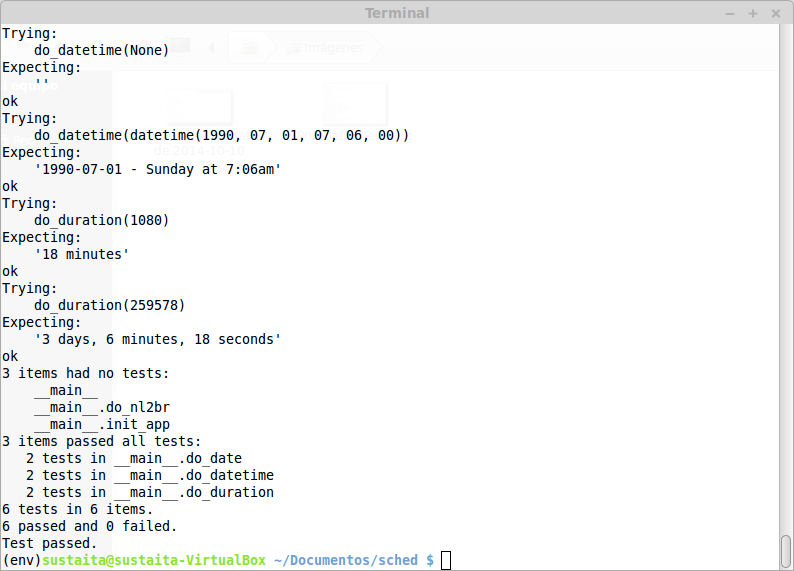 Terminal
Trying:
    do_datetime(None)
Expecting:
    ''
ok
Trying:
    do_datetime(datetime(1990, 07, 01, 07, 06, 00))
Expecting:
    '1990-07-01 - Sunday at 7:06am'
ok
Trying:
    do_duration(1080)
Expecting:
    '18 minutes'
ok
Trying:
    do_duration(259578)
Expecting:
    '3 days, 6 minutes, 18 seconds'
ok
3 items had no tests:
    __main__
    __main__.do_nl2br
    __main__.init_app
3 items passed all tests:
   2 tests in __main__.do_date
   2 tests in __main__.do_datetime
   2 tests in __main__.do_duration
6 tests in 6 items.
6 passed and 0 failed.
Test passed.
(env)sustaita@sustaita-VirtualBox ~/Documentos/sched $